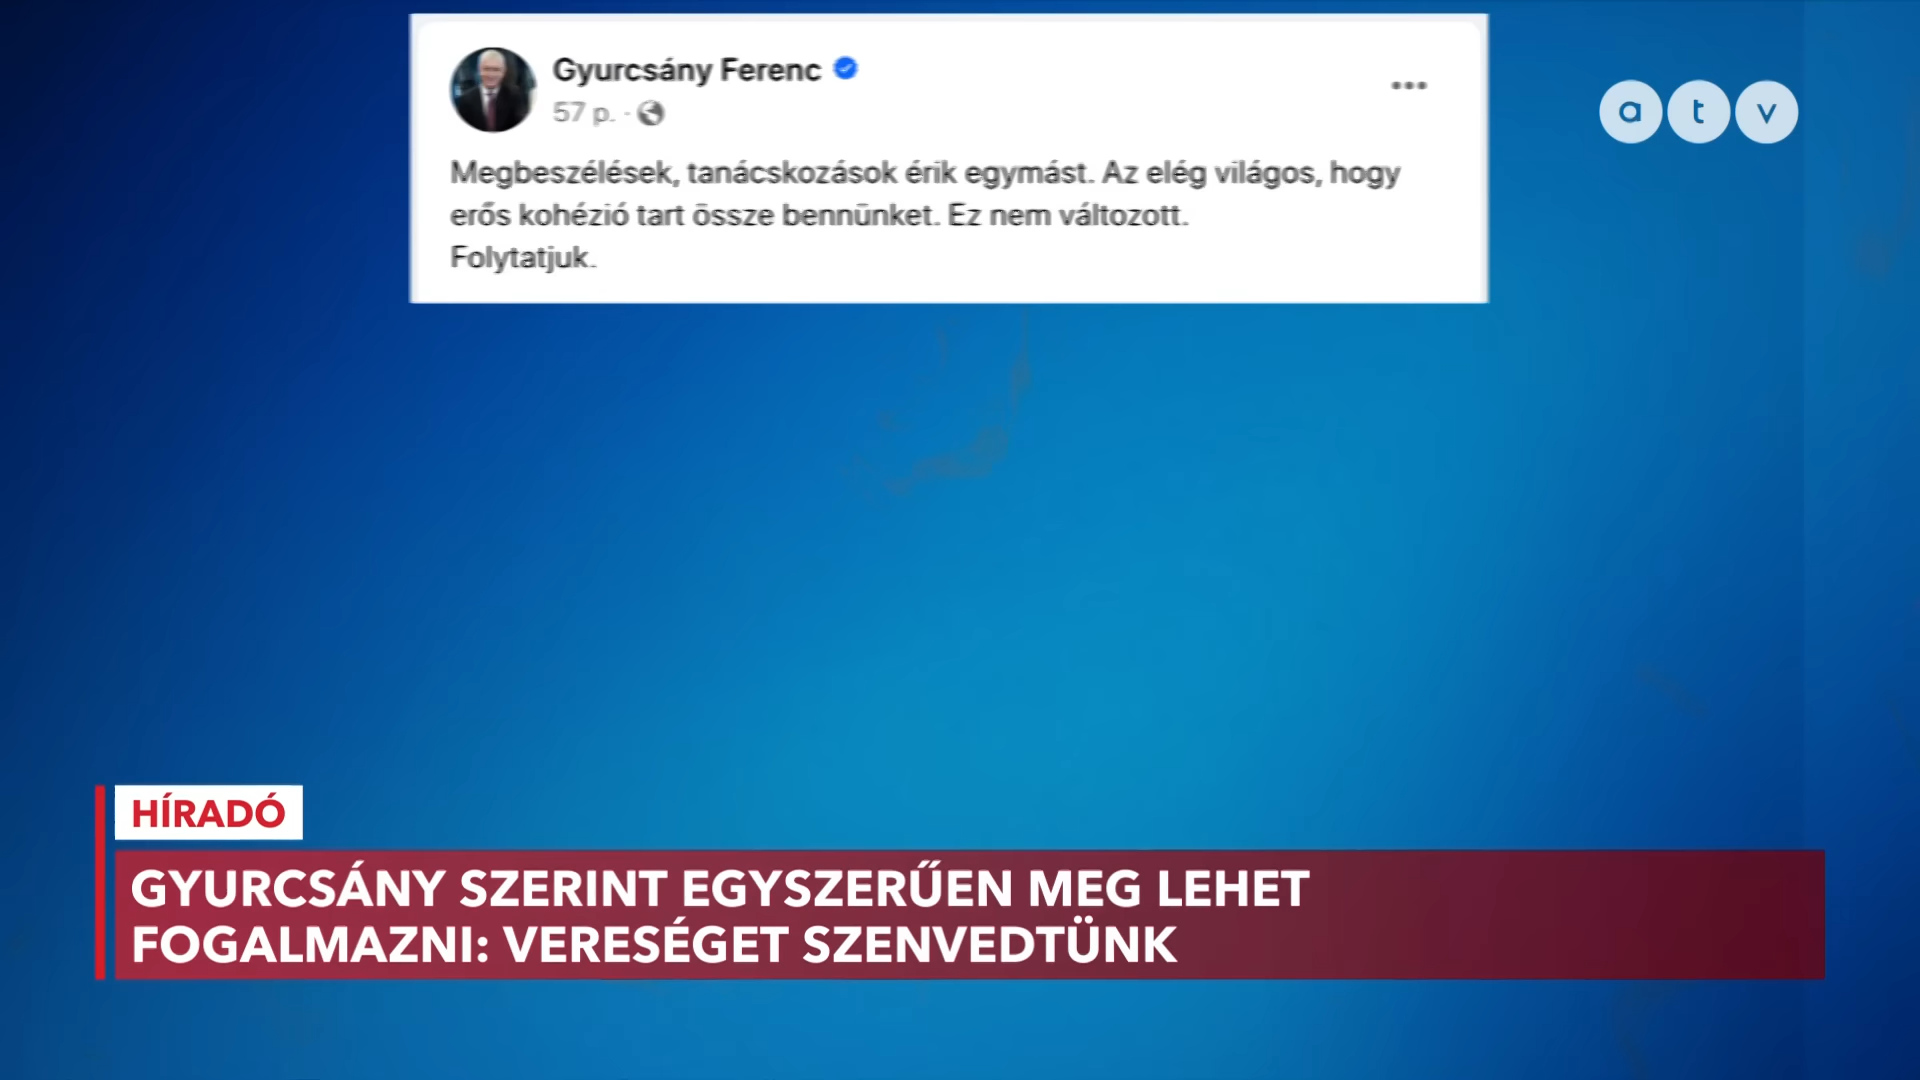 Gyurcsány Ferenc
57 p. ·
Megbeszélések, tanácskozások érik egymást. Az elég világos, hogy
erős kohézió tart össze bennünket. Ez nem változott.
Folytatjuk.
atv
HÍRADÓ
GYURCSÁNY SZERINT EGYSZERŰEN MEG LEHET
FOGALMAZNI: VERESÉGET SZENVEDTÜNK